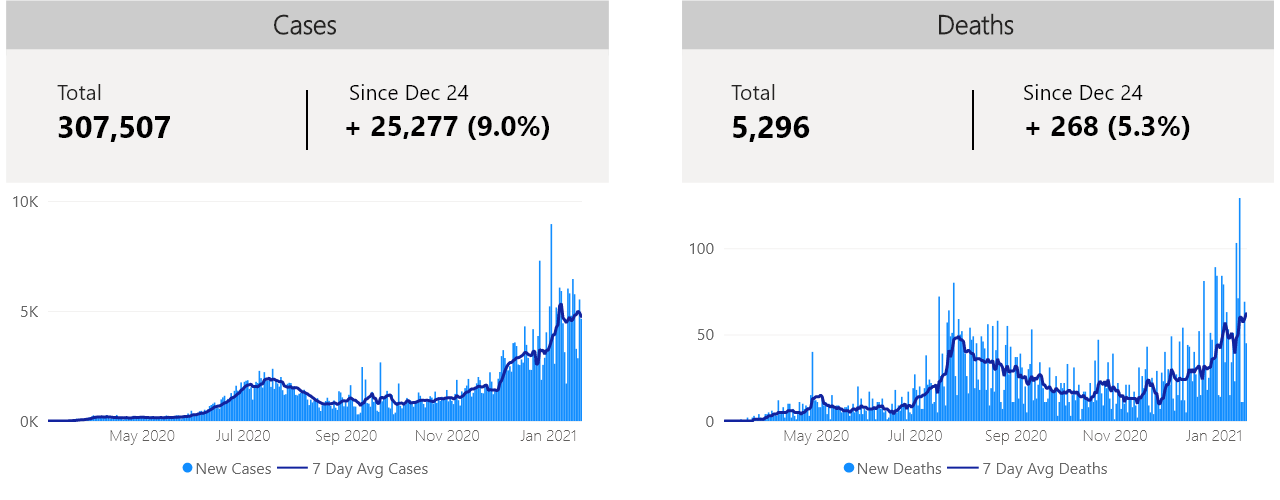 Cases
Total
307,507
Since Dec 24
+ 25,277 (9.0%)
10K
5K
0K
May 2020 Jul 2020 Sep 2020 Nov 2020 Jan 2021
New Cases 7 Day Avg Cases
Deaths
Total
5,296
Since Dec 24
+ 268 (5.3%)
100
50
0
May 2020 Jul 2020 Sep 2020 Nov 2020 Jan 2021
New Deaths 7 Day Avg Deaths